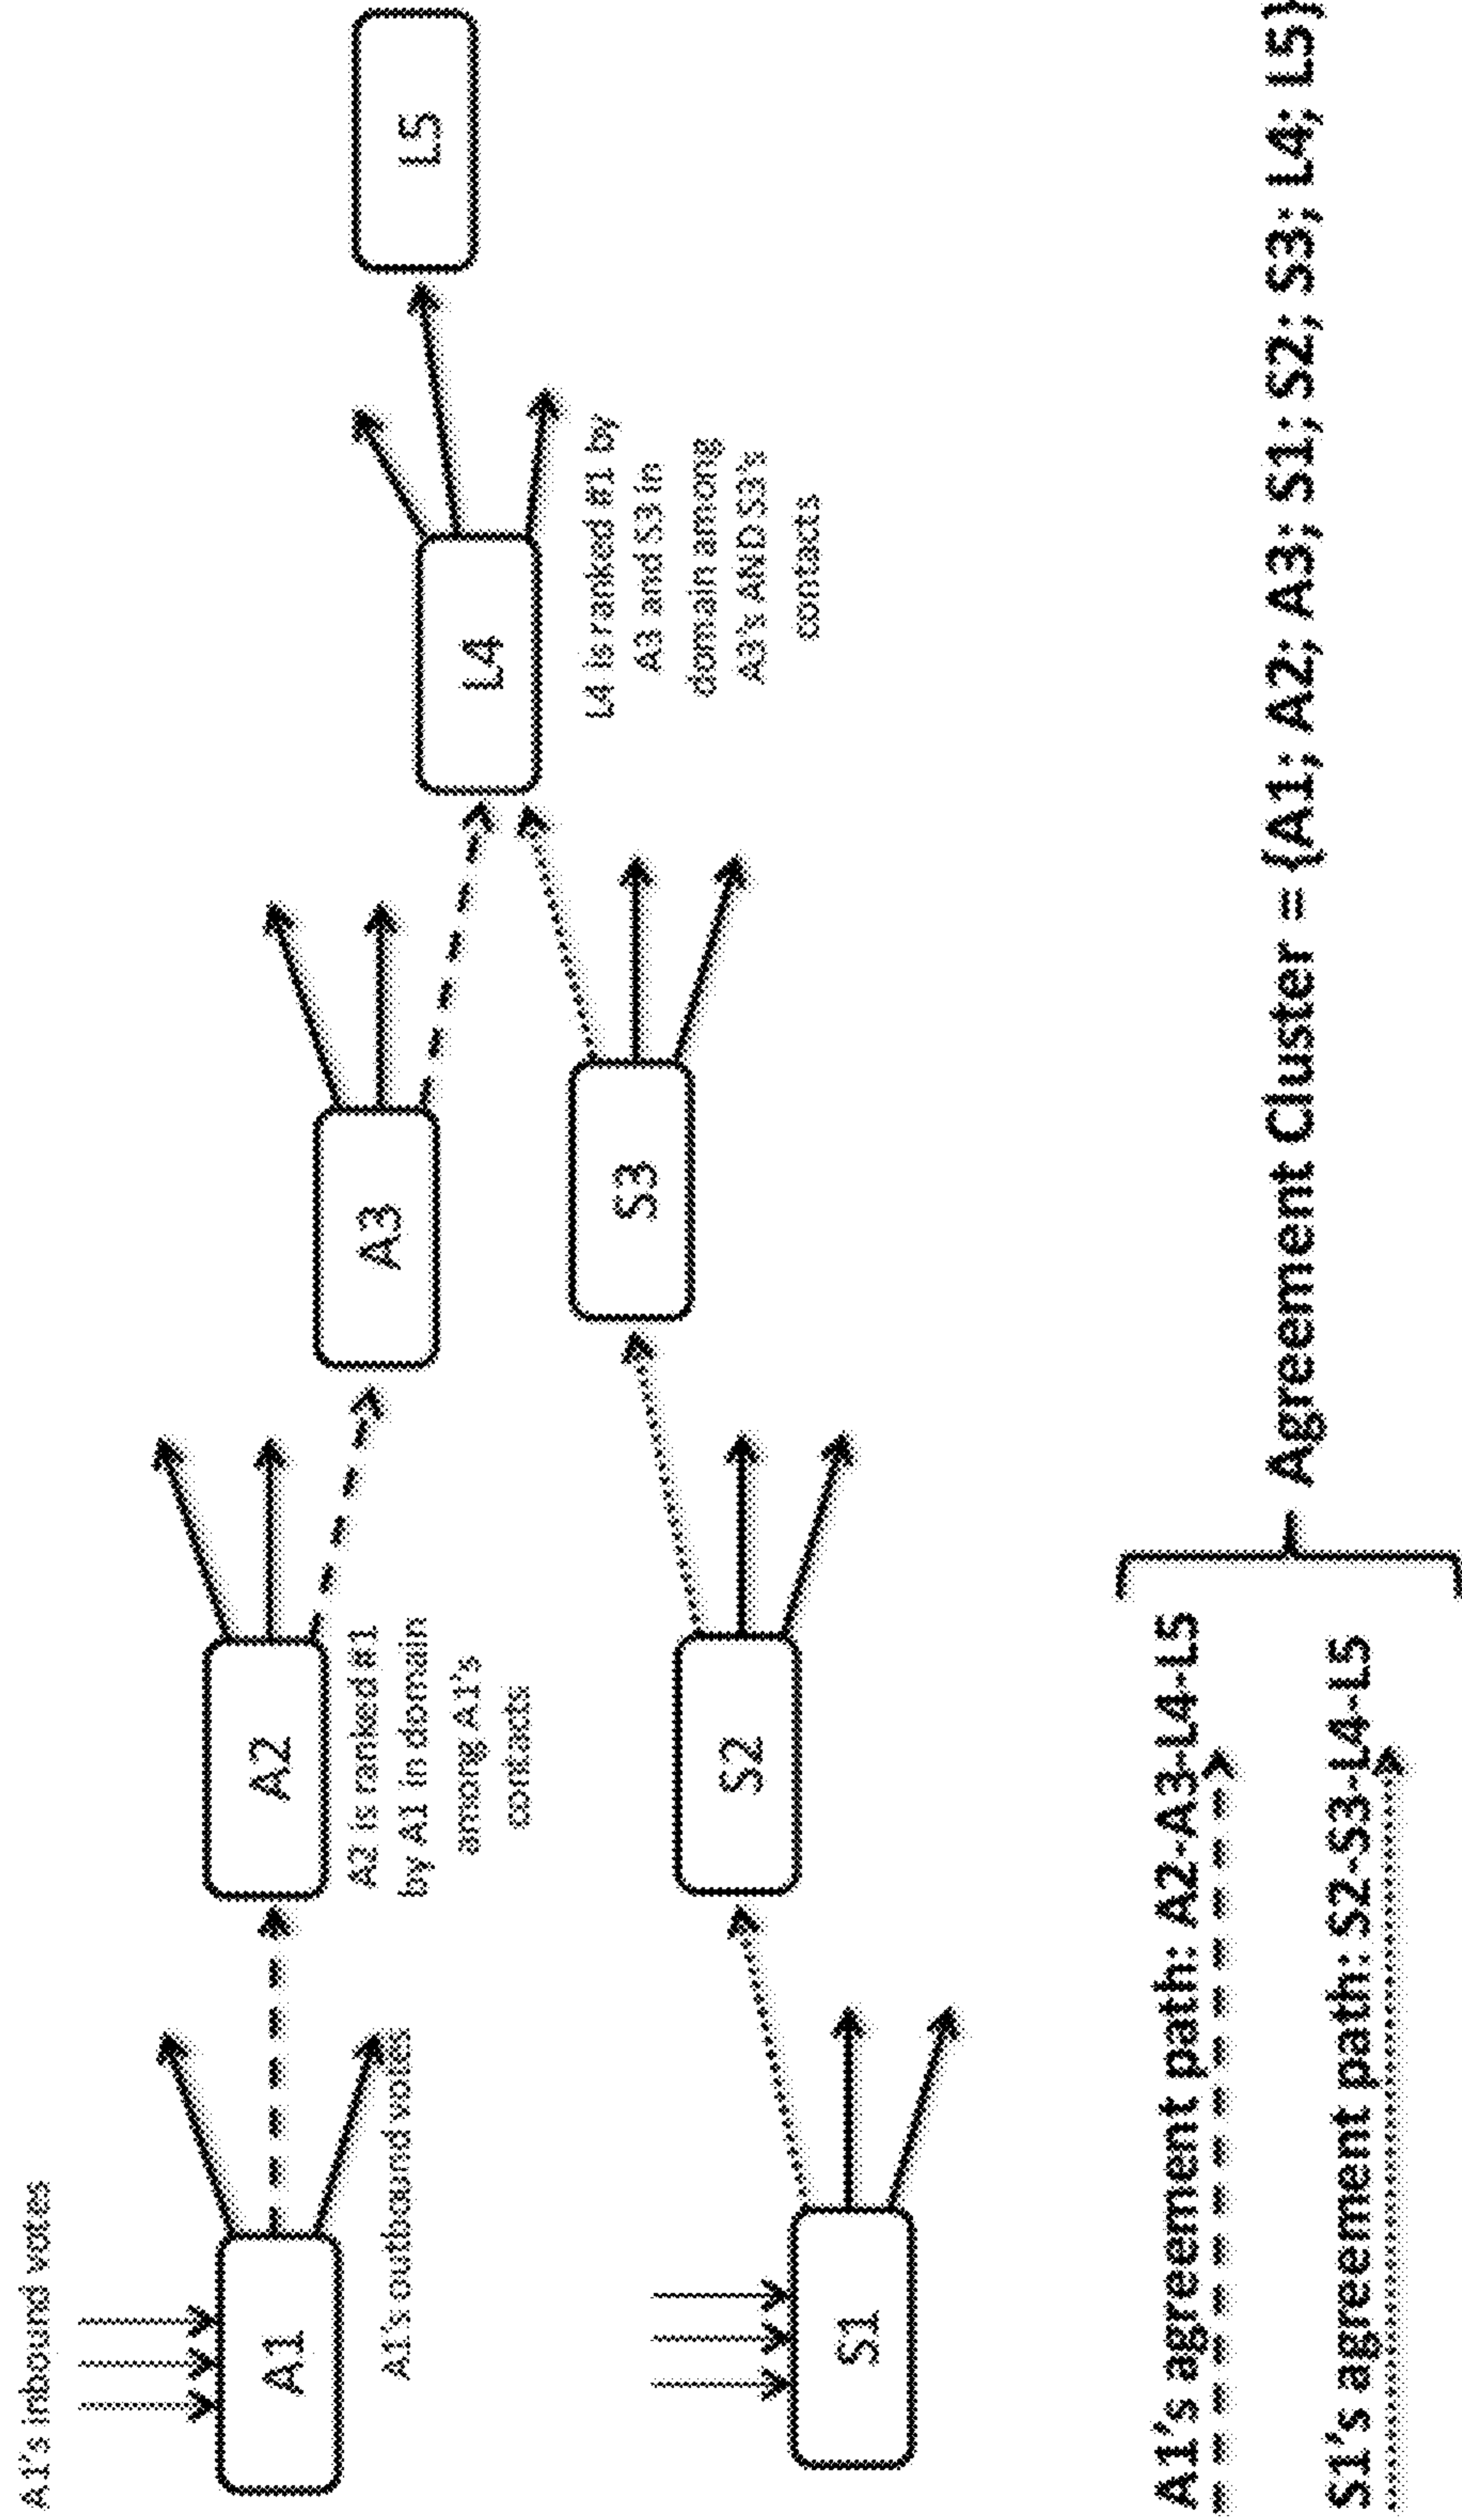 A1's inbound votes
A1
A1's outbound votes
A2
A2 is ranked #1
by A1 in domain
among A1's
contacts
A3
L4
L4 is ranked #1 by
A3 and S3 in
domain among
A3's AND S3's
contacts
L5
S1
S2
S3
A1's agreement path: A2-A3-L4-L5
S1's agreement path: S2-S3-L4-L5
Agreement Cluster = {A1; A2; A3; S1; S2; S3; L4; L5}